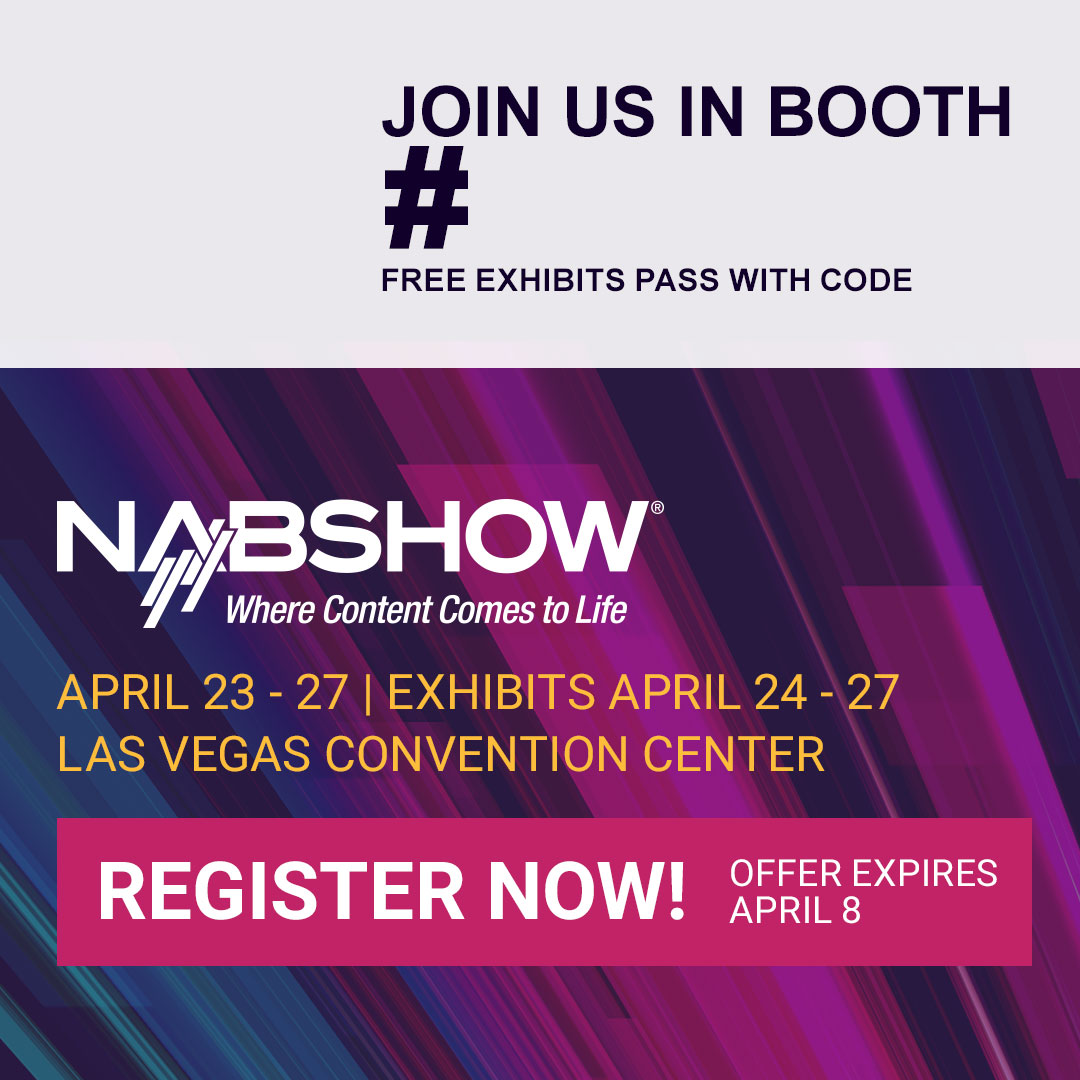 JOIN US IN BOOTH
#
FREE EXHIBITS PASS WITH CODE
NABSHOW®
Where Content Comes to Life
APRIL 23 - 27 | EXHIBITS APRIL 24 - 27
LAS VEGAS CONVENTION CENTER
REGISTER NOW!
OFFER EXPIRES
APRIL 8